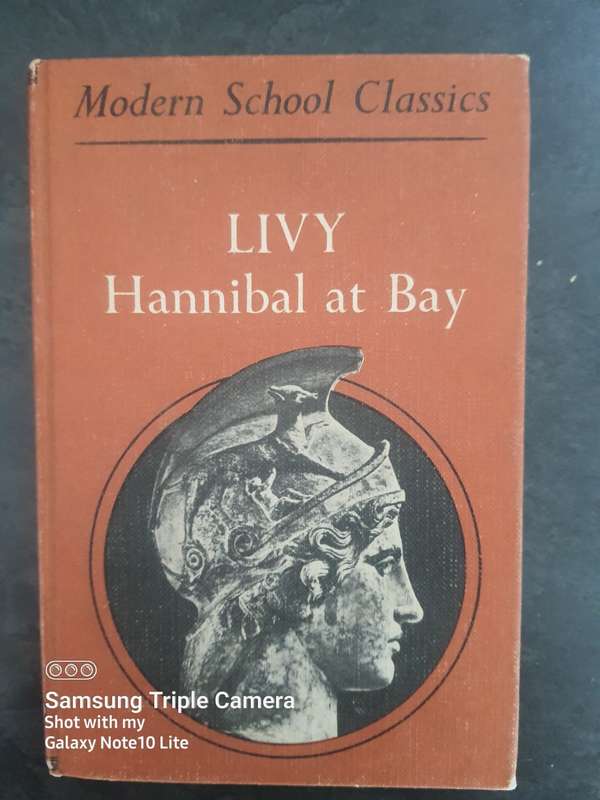 Modern School Classics
LIVY
Hannibal at Bay
Samsung Triple Camera
Shot with my
Galaxy Note10 Lite